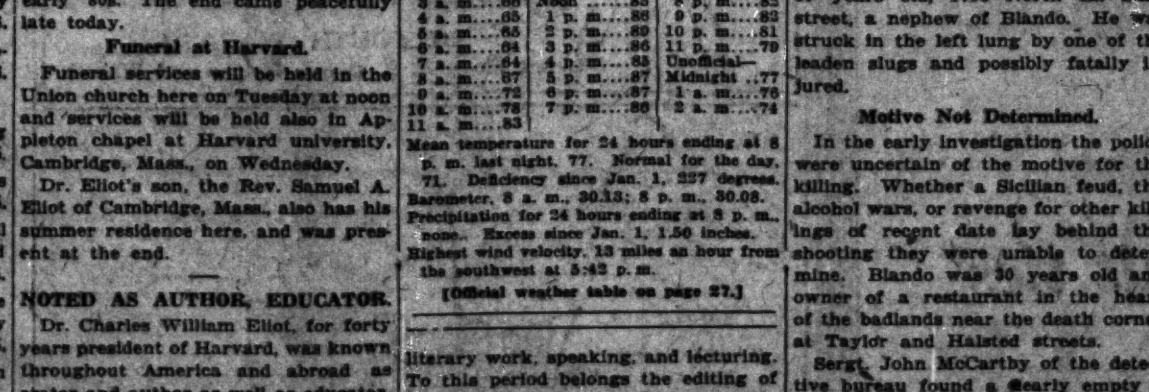 late today.
Funeral at Harvard.
Funeral services will be held in the
Union church here on Tuesday at noon
and services will be held also in Ap-
pleton chapel at Harvard university,
Cambridge, Mass., on Wednesday.
Dr. Eliot's son, the Rev. Samuel A.
Eliot of Cambridge, Mass., also has his
summer residence here, and was pres-
ent at the end.
NOTED AS AUTHOR, EDUCATOR.
Dr. Charles William Eliot, for forty
years president of Harvard, was known
throughout America and abroad as
4 a. m....65 1 p. m....86 9 p. m....82
5 a. m....65 2 p. m....89 10 p. m....81
6 a. m....64 3 p. m....86 11 p. m....79
7 a. m....64 4 p. m....85 Unofficial—
8 a. m....67 5 p. m....87 Midnight ..77
9 a. m....72 6 p. m....87 1 a. m....76
10 a. m....78 7 p. m....86 2 a. m....74
11 a. m....83
Mean temperature for 24 hours ending at 8
p. m. last night, 77. Normal for the day,
71. Deficiency since Jan. 1, 227 degrees.
Barometer, 8 a. m., 30.13; 8 p. m., 30.08.
Precipitation for 24 hours ending at 8 p. m.,
none. Excess since Jan. 1, 1.50 inches.
Highest wind velocity, 13 miles an hour from
the southwest at 5:42 p. m.
[Official weather table on page 27.]
literary work, speaking, and lecturing.
To this period belongs the editing of
street, a nephew of Blando. He
struck in the left lung by one of
leaden slugs and possibly fatally
jured.
Motive Not Determined.
In the early investigation the
were uncertain of the motive for
killing. Whether a Sicilian feud,
alcohol wars, or revenge for other
ings of recent date lay behind
shooting they were unable to
mine. Blando was 30 years old
owner of a restaurant in the
of the badlands near the death
at Taylor and Halsted streets.
Sergt. John McCarthy of the
tive bureau found a nearly empty